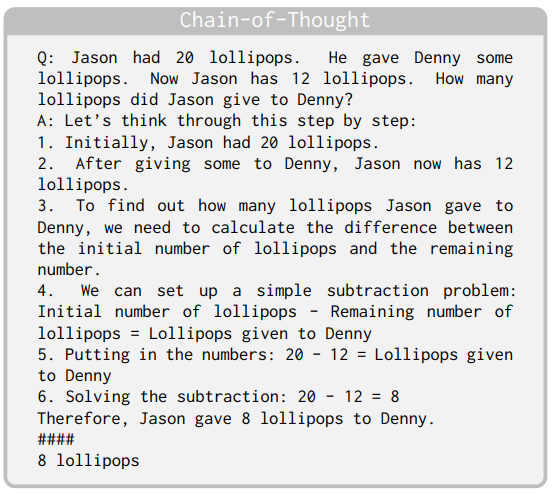 Chain-of-Thought
Q: Jason had 20 lollipops. He gave Denny some
lollipops. Now Jason has 12 lollipops. How many
lollipops did Jason give to Denny?
A: Let's think through this step by step:
1. Initially, Jason had 20 lollipops.
2. After giving some to Denny, Jason now has 12
lollipops.
3. To find out how many lollipops Jason gave to
Denny, we need to calculate the difference between
the initial number of lollipops and the remaining
number.
4. We can set up a simple subtraction problem:
Initial number of lollipops - Remaining number of
lollipops = Lollipops given to Denny
5. Putting in the numbers: 20 - 12 = Lollipops given
to Denny
6. Solving the subtraction: 20 - 12 = 8
Therefore, Jason gave 8 lollipops to Denny.
####
8 lollipops